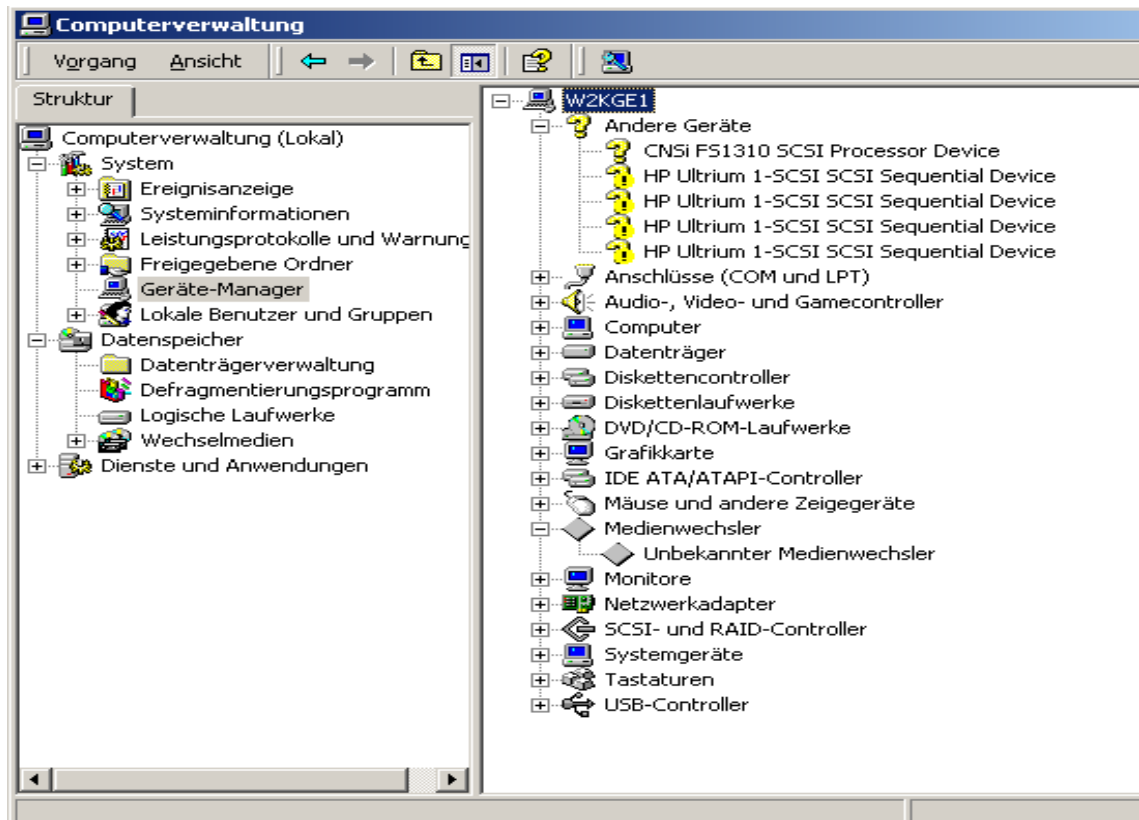 Computerverwaltung
Vorgang Ansicht
Struktur
Computerverwaltung (Lokal)
System
Ereignisanzeige
Systeminformationen
Leistungsprotokolle und Warnung
Freigegebene Ordner
Geräte-Manager
Lokale Benutzer und Gruppen
Datenspeicher
Datenträgerverwaltung
Defragmentierungsprogramm
Logische Laufwerke
Wechselmedien
Dienste und Anwendungen
W2KGE1
Andere Geräte
CNSi FS1310 SCSI Processor Device
HP Ultrium 1-SCSI SCSI Sequential Device
HP Ultrium 1-SCSI SCSI Sequential Device
HP Ultrium 1-SCSI SCSI Sequential Device
HP Ultrium 1-SCSI SCSI Sequential Device
Anschlüsse (COM und LPT)
Audio-, Video- und Gamecontroller
Computer
Datenträger
Diskettencontroller
Diskettenlaufwerke
DVD/CD-ROM-Laufwerke
Grafikkarte
IDE ATA/ATAPI-Controller
Mäuse und andere Zeigegeräte
Medienwechsler
Unbekannter Medienwechsler
Monitore
Netzwerkadapter
SCSI- und RAID-Controller
Systemgeräte
Tastaturen
USB-Controller